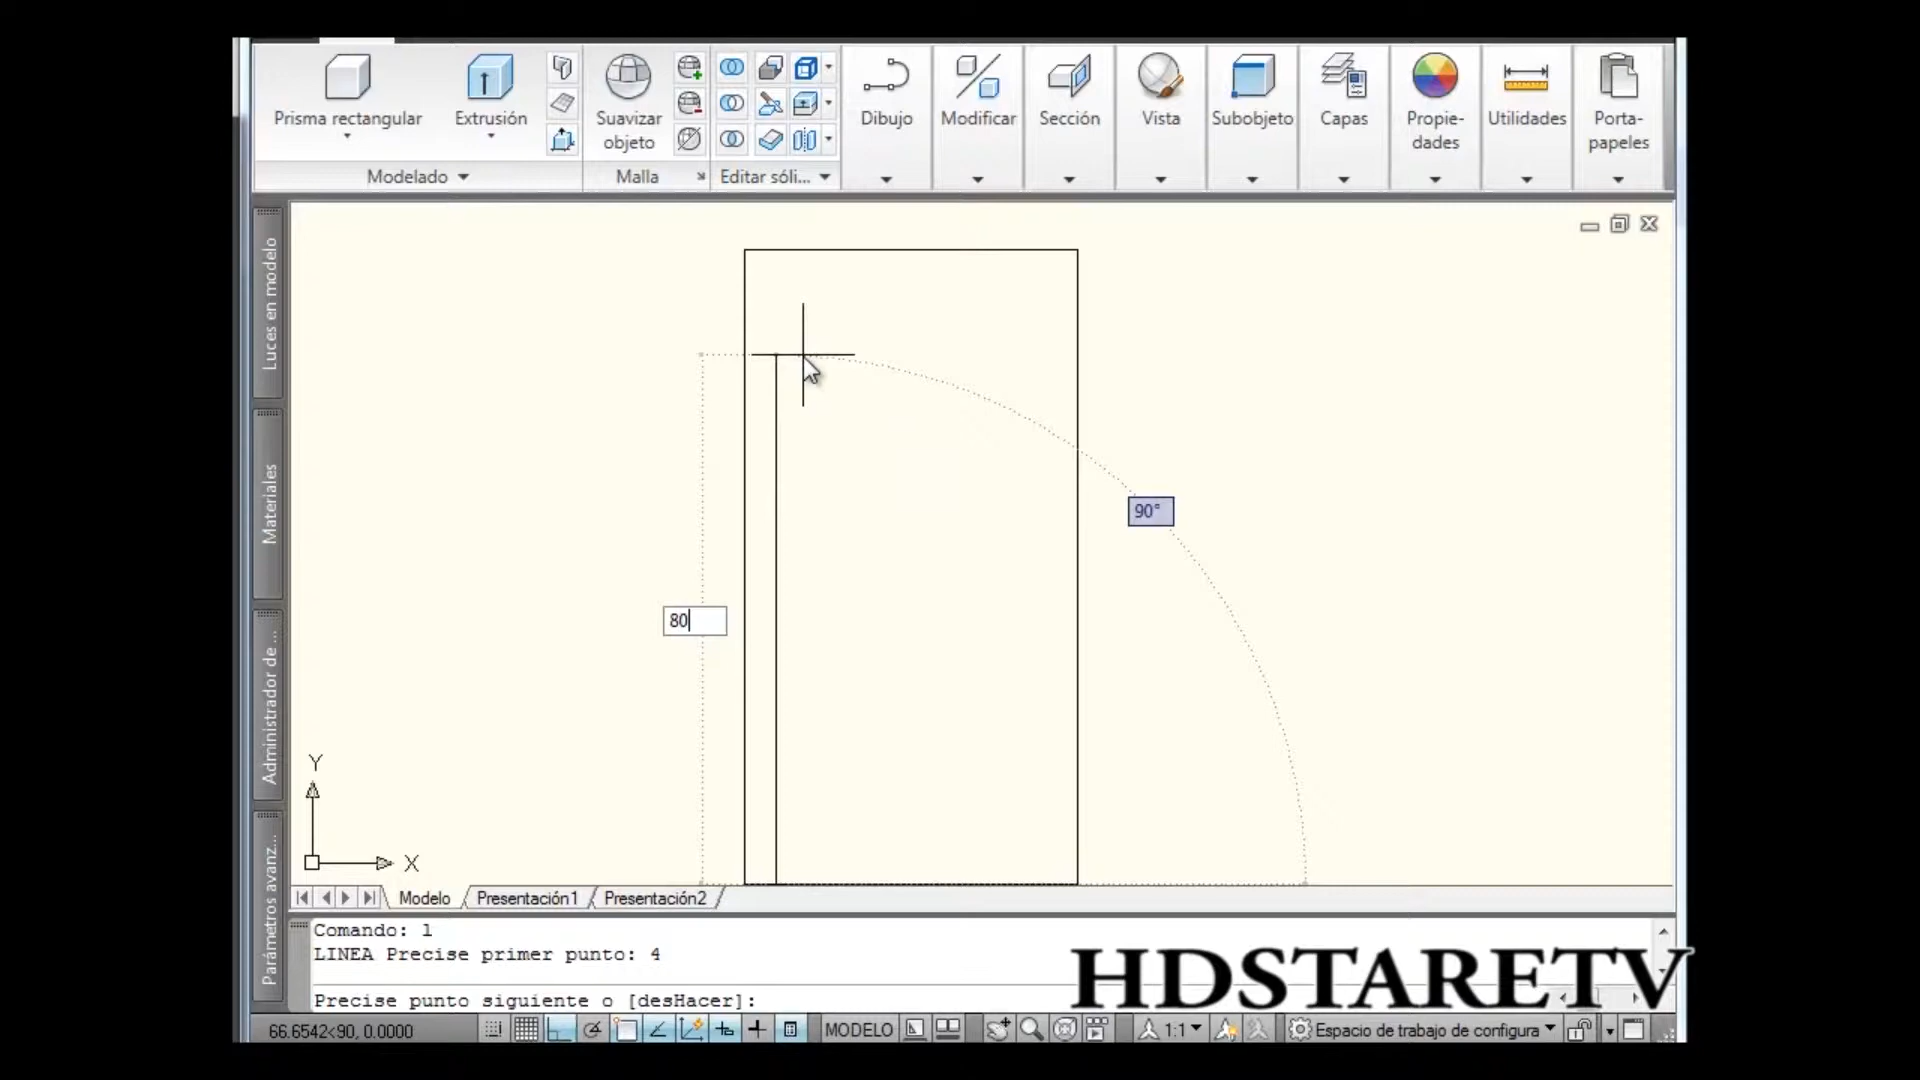 Prisma rectangular
Extrusión
Suavizar
objeto
Dibujo
Modificar
Sección
Vista
Subobjeto
Capas
Propie-
dades
Utilidades
Porta-
papeles
Modelado
Malla
Editar sóli...
Luces en modelo
Materiales
Administrador de ...
Parámetros avanz...
90°
80
Y
X
Modelo
Presentación1
Presentación2
Comando: l
LINEA Precise primer punto: 4
Precise punto siguiente o [desHacer]:
HDSTARETV
66.6542<90, 0.0000
MODELO
1:1
Espacio de trabajo de configura